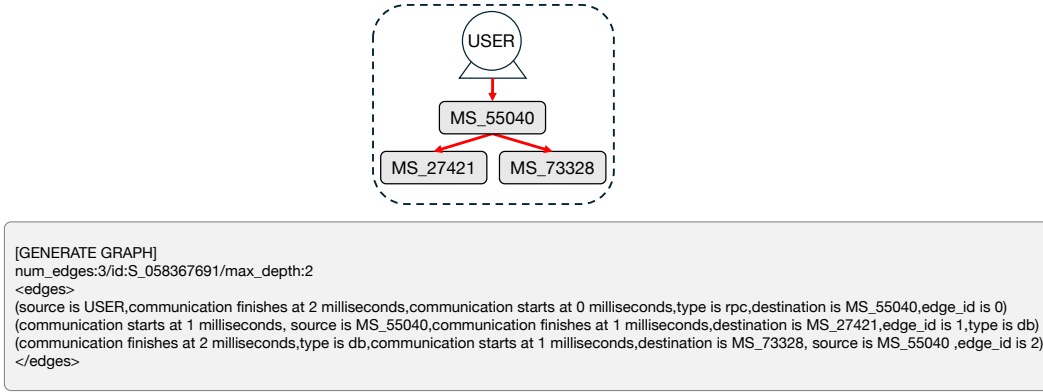 USER
MS_55040
MS_27421
MS_73328
[GENERATE GRAPH]
num_edges:3/id:S_058367691/max_depth:2
<edges>
(source is USER,communication finishes at 2 milliseconds,communication starts at 0 milliseconds,type is rpc,destination is MS_55040,edge_id is 0)
(communication starts at 1 milliseconds, source is MS_55040,communication finishes at 1 milliseconds,destination is MS_27421,edge_id is 1,type is db)
(communication finishes at 2 milliseconds,type is db,communication starts at 1 milliseconds,destination is MS_73328, source is MS_55040 ,edge_id is 2)
</edges>